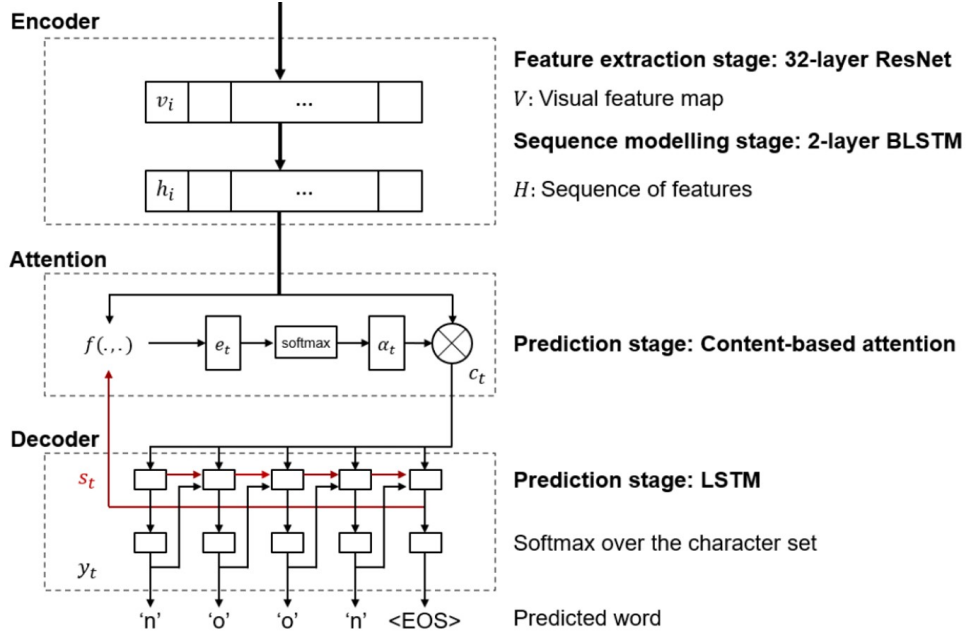 Encoder
Feature extraction stage: 32-layer ResNet
v_i ...
V: Visual feature map
Sequence modelling stage: 2-layer BLSTM
h_i ...
H: Sequence of features
Attention
f(.,.) e_t softmax α_t
Prediction stage: Content-based attention
c_t
Decoder
s_t
Prediction stage: LSTM
Softmax over the character set
y_t
‘n’ ‘o’ ‘o’ ‘n’ <EOS>
Predicted word